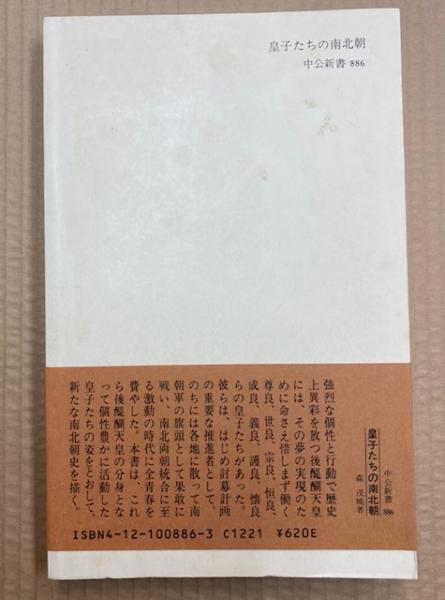 皇子たちの南北朝
中公新書 886
中公新書 886
皇子たちの南北朝
森 茂暁著
強烈な個性と行動で歴史
上異彩を放つ後醍醐天皇
には、その夢の実現のた
めに命さえ惜しまず働く
尊良、世良、宗良、恒良、
成良、義良、護良、懐良
らの皇子たちがあった。
彼らは、はじめ討幕計画
の重要な推進者として、
のちには各地に散って南
朝軍の旗頭として果敢に
戦い、南北両朝統合に至
る激動の時代に全青春を
費やした。本書は、これ
ら後醍醐天皇の分身とな
って個性豊かに活動した
皇子たちの姿をとおして、
新たな南北朝史を描く。
ISBN4-12-100886-3 C1221 ¥620E